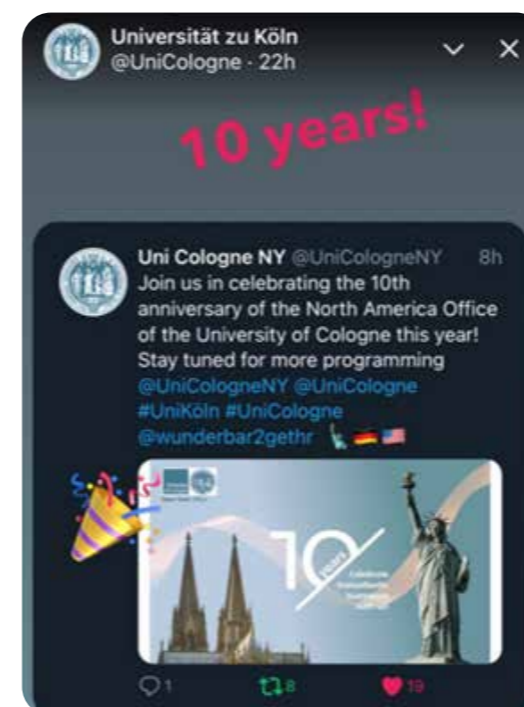 Universität zu Köln
@UniCologne · 22h
10 years!
Uni Cologne NY @UniCologneNY 8h
Join us in celebrating the 10th
anniversary of the North America Office
of the University of Cologne this year!
Stay tuned for more programming
@UniCologneNY @UniCologne
#UniKöln #UniCologne
@wunderbar2gethr 🗽🇩🇪🇺🇸
10 years
1 8 19